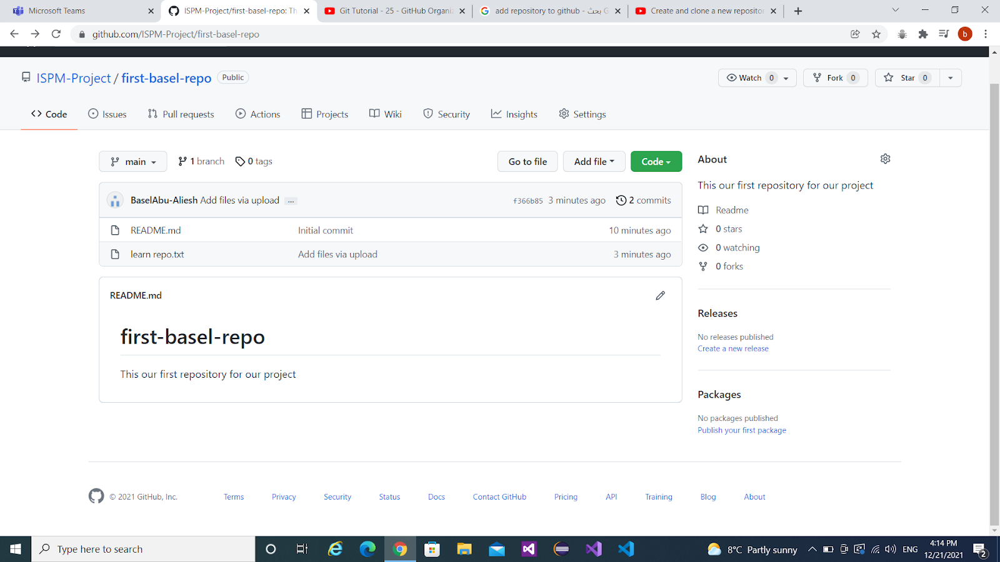 Microsoft Teams
ISPM-Project/first-basel-repo: Th
Git Tutorial - 25 - GitHub Organiz
add repository to github - بحث G
Create and clone a new repositor
github.com/ISPM-Project/first-basel-repo
b
ISPM-Project / first-basel-repo Public
Watch 0
Fork 0
Star 0
<> Code
Issues
Pull requests
Actions
Projects
Wiki
Security
Insights
Settings
main
1 branch
0 tags
Go to file
Add file
Code
BaselAbu-Aliesh Add files via upload ...
f366b85 3 minutes ago 2 commits
README.md Initial commit 10 minutes ago
learn repo.txt Add files via upload 3 minutes ago
README.md
first-basel-repo
This our first repository for our project
About
This our first repository for our project
Readme
0 stars
0 watching
0 forks
Releases
No releases published
Create a new release
Packages
No packages published
Publish your first package
© 2021 GitHub, Inc.
Terms
Privacy
Security
Status
Docs
Contact GitHub
Pricing
API
Training
Blog
About
Type here to search
8°C Partly sunny
ENG
4:14 PM
12/21/2021
2